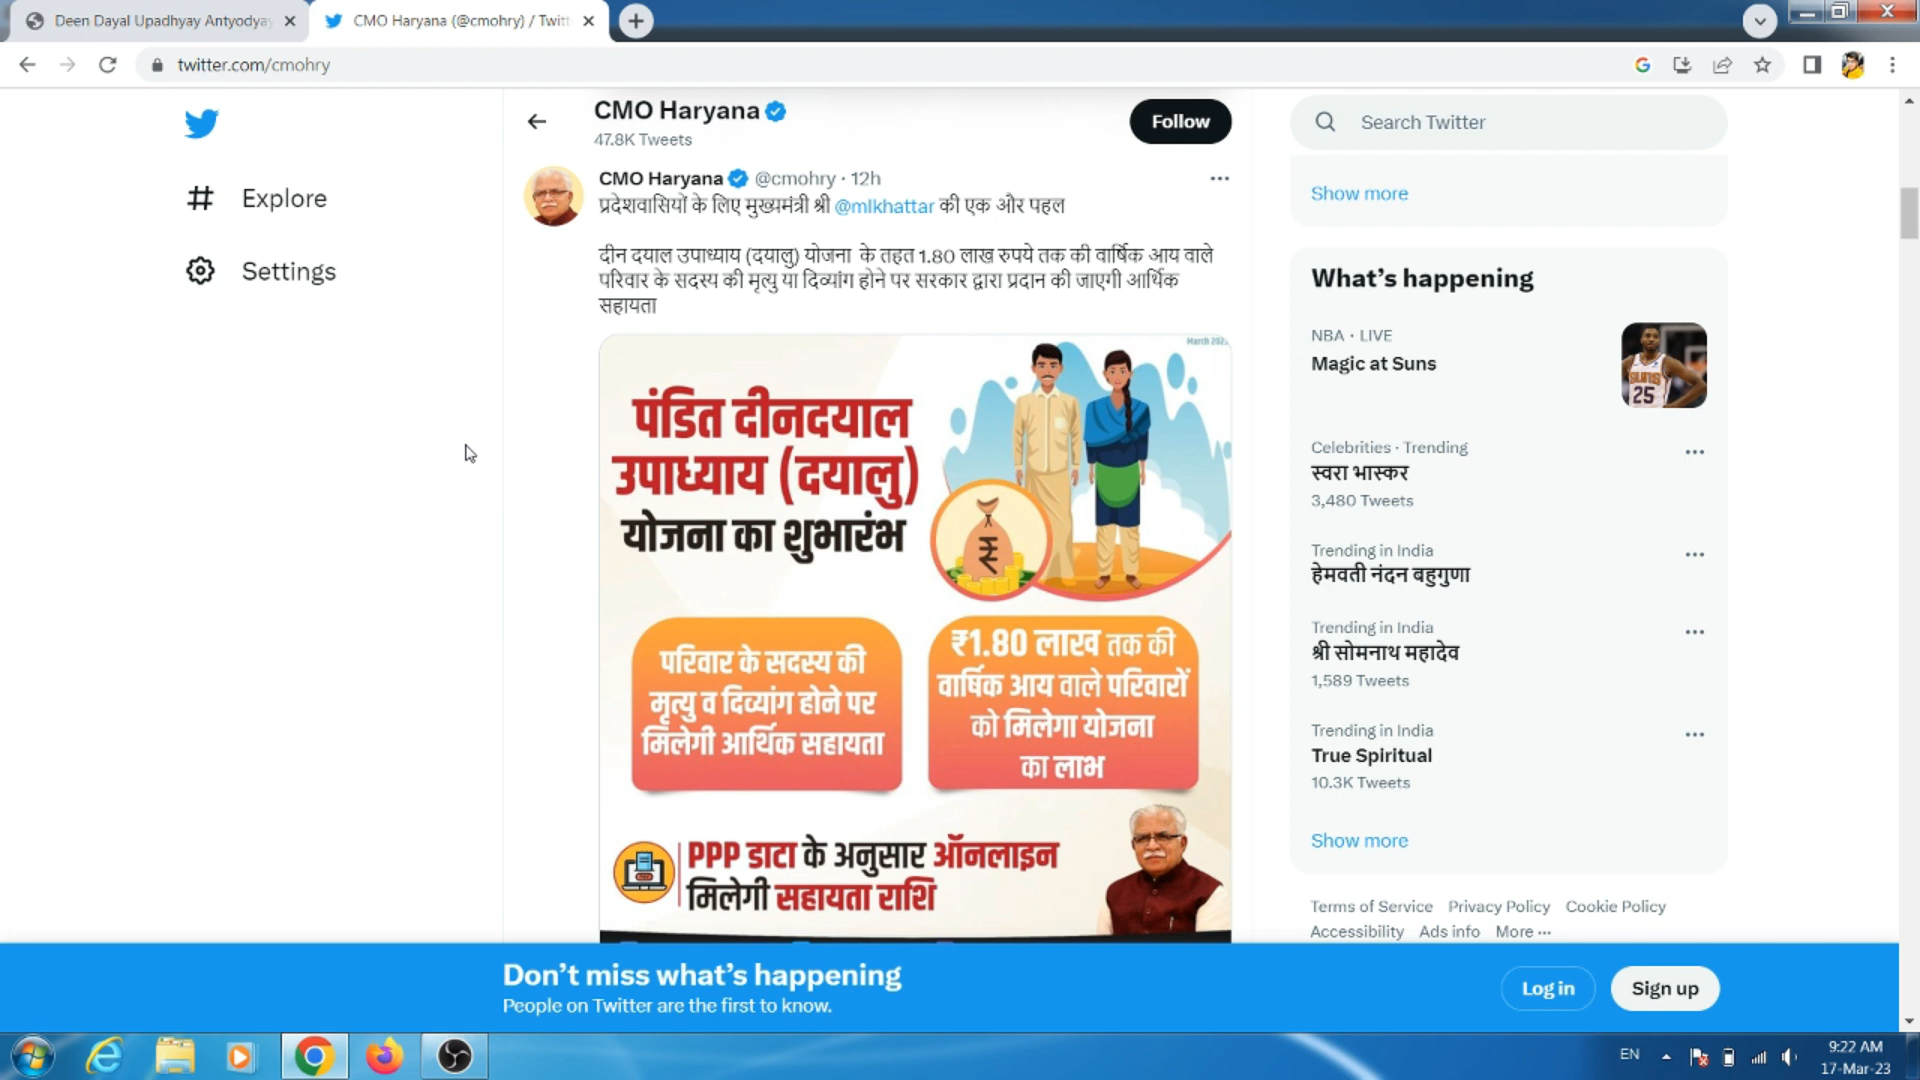 Deen Dayal Upadhyay Antyodya
CMO Haryana (@cmohry) / Twitt
twitter.com/cmohry
Explore
Settings
CMO Haryana
47.8K Tweets
Follow
CMO Haryana @cmohry · 12h
प्रदेशवासियों के लिए मुख्यमंत्री श्री @mlkhattar की एक और पहल
दीन दयाल उपाध्याय (दयालु) योजना के तहत 1.80 लाख रुपये तक की वार्षिक आय वाले
परिवार के सदस्य की मृत्यु या दिव्यांग होने पर सरकार द्वारा प्रदान की जाएगी आर्थिक
सहायता
पंडित दीनदयाल
उपाध्याय (दयालु)
योजना का शुभारंभ
परिवार के सदस्य की
मृत्यु व दिव्यांग होने पर
मिलेगी आर्थिक सहायता
₹1.80 लाख तक की
वार्षिक आय वाले परिवारों
को मिलेगा योजना
का लाभ
PPP डाटा के अनुसार ऑनलाइन
मिलेगी सहायता राशि
Search Twitter
Show more
What's happening
NBA · LIVE
Magic at Suns
SUNS
25
Celebrities · Trending
स्वरा भास्कर
3,480 Tweets
Trending in India
हेमवती नंदन बहुगुणा
Trending in India
श्री सोमनाथ महादेव
1,589 Tweets
Trending in India
True Spiritual
10.3K Tweets
Show more
Terms of Service Privacy Policy Cookie Policy
Accessibility Ads info More ···
Don't miss what's happening
People on Twitter are the first to know.
Log in
Sign up
EN
9:22 AM
17-Mar-23